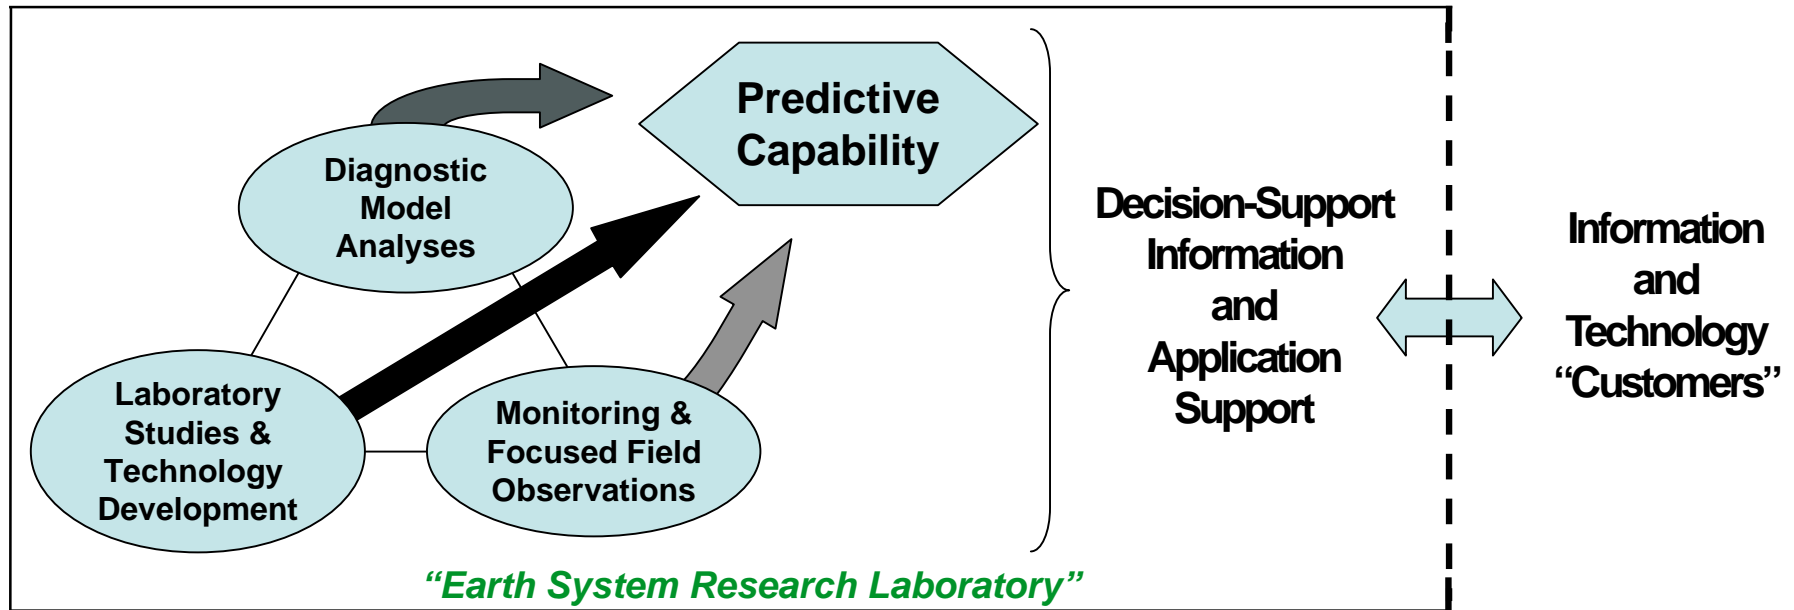 Predictive
Capability
Diagnostic
Model
Analyses
Laboratory
Studies &
Technology
Development
Monitoring &
Focused Field
Observations
Decision-Support
Information
and
Application
Support
Information
and
Technology
“Customers”
“Earth System Research Laboratory”